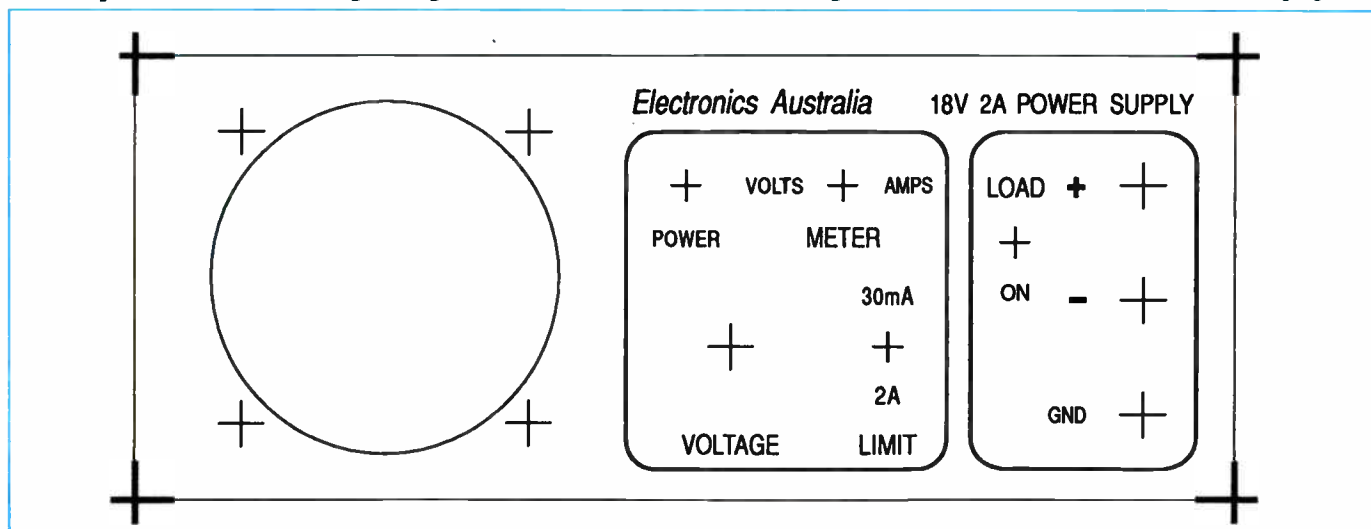 Electronics Australia 18V 2A POWER SUPPLY
VOLTS AMPS
POWER METER
30mA
2A
VOLTAGE LIMIT
LOAD +
ON -
GND